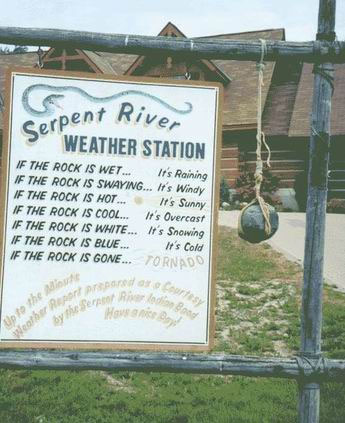 Serpent River
WEATHER STATION
IF THE ROCK IS WET... It's Raining
IF THE ROCK IS SWAYING... It's Windy
IF THE ROCK IS HOT... It's Sunny
IF THE ROCK IS COOL... It's Overcast
IF THE ROCK IS WHITE... It's Snowing
IF THE ROCK IS BLUE... It's Cold
IF THE ROCK IS GONE... TORNADO
Up to the Minute
Weather Report prepared as a Courtesy
by the Serpent River Indian Band
Have a nice Day!